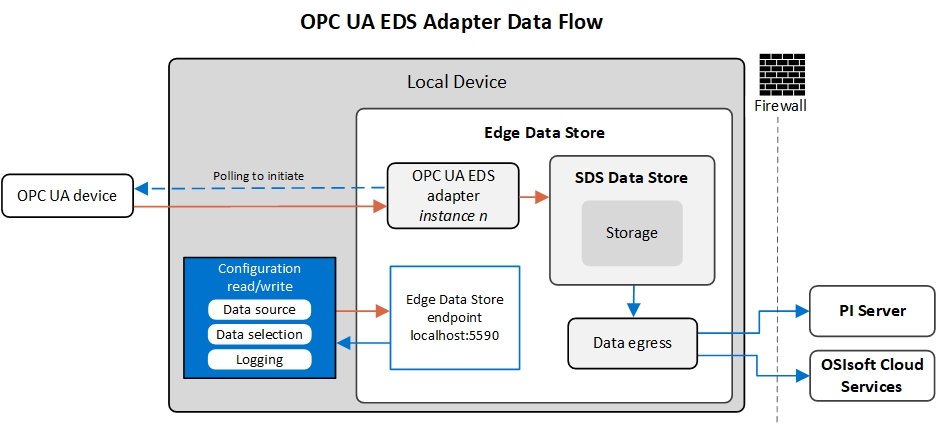 OPC UA EDS Adapter Data Flow
Local Device
Firewall
Edge Data Store
Polling to initiate
OPC UA device
OPC UA EDS
adapter
instance n
SDS Data Store
Storage
Configuration
read/write
Data source
Data selection
Logging
Edge Data Store
endpoint
localhost:5590
Data egress
PI Server
OSIsoft Cloud
Services